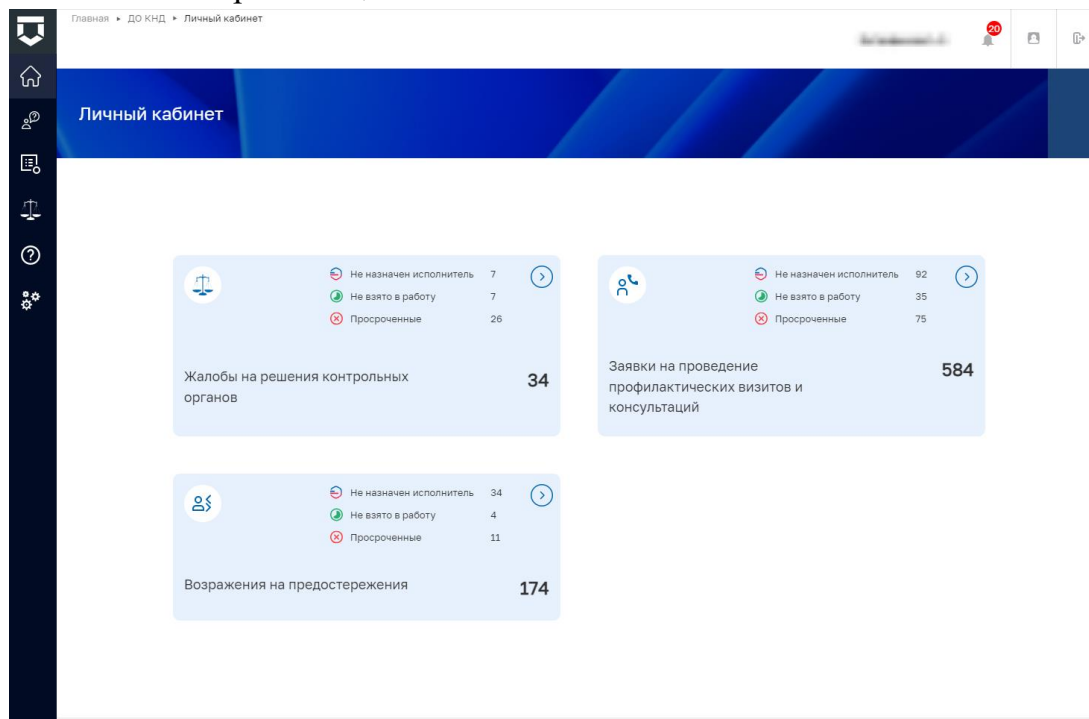 Главная ▸ ДО КНД ▸ Личный кабинет
20
Личный кабинет
Не назначен исполнитель 7
Не взято в работу 7
Просроченные 26
Жалобы на решения контрольных
органов
34
Не назначен исполнитель 92
Не взято в работу 35
Просроченные 75
Заявки на проведение
профилактических визитов и
консультаций
584
Не назначен исполнитель 34
Не взято в работу 4
Просроченные 11
Возражения на предостережения
174